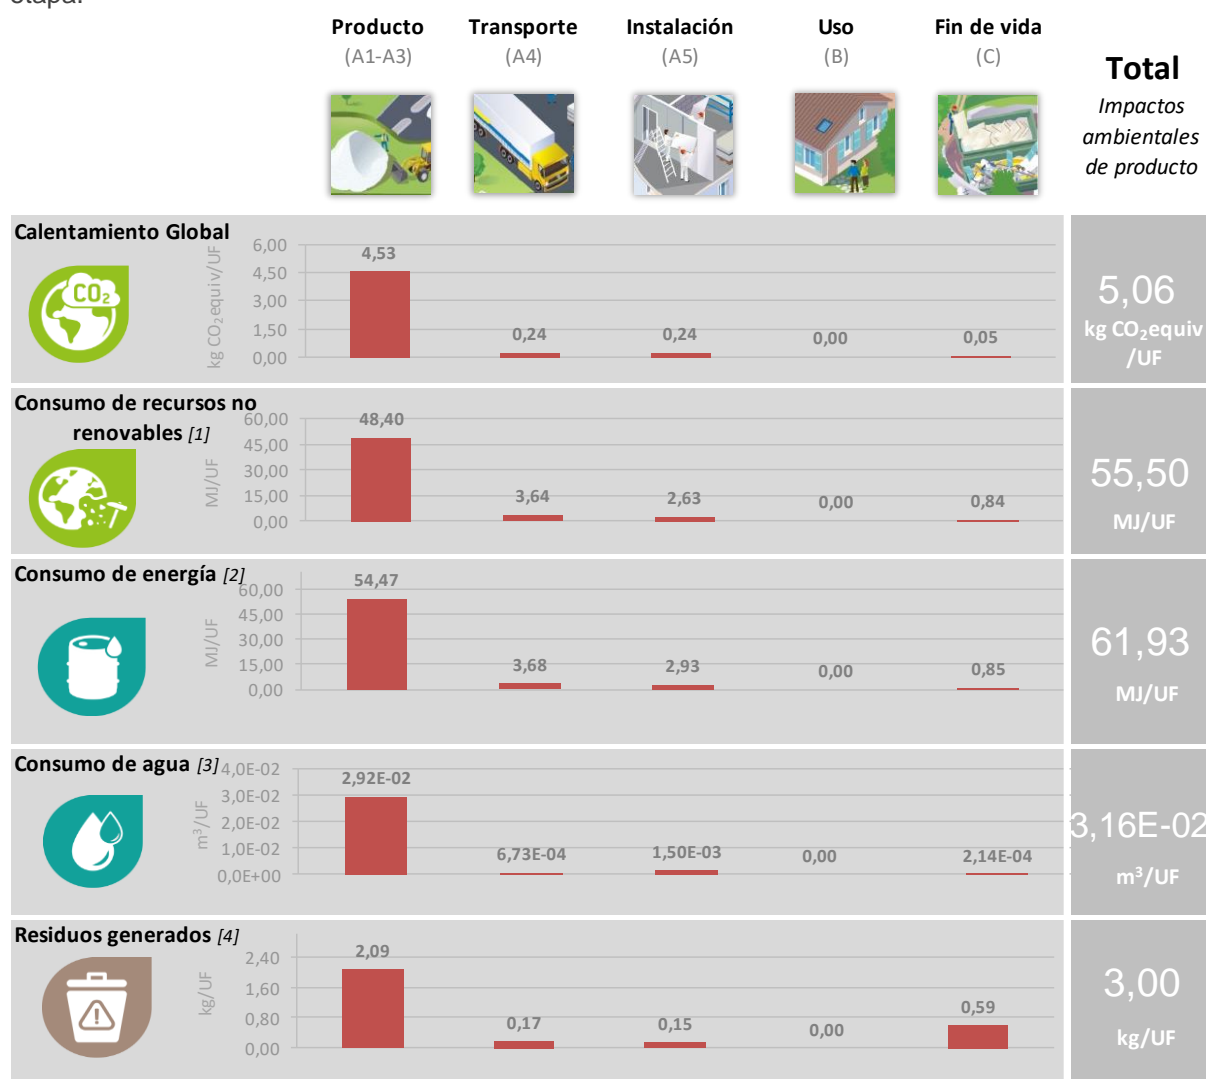 etapa.
Producto
(A1-A3)
Transporte
(A4)
Instalación
(A5)
Uso
(B)
Fin de vida
(C)
Total
Impactos
ambientales
de producto
Calentamiento Global
CO2
kg CO2equiv/UF
6,00
4,50
3,00
1,50
0,00
4,53
0,24
0,24
0,00
0,05
5,06
kg CO2equiv
/UF
Consumo de recursos no
renovables [1]
MJ/UF
60,00
45,00
30,00
15,00
0,00
48,40
3,64
2,63
0,00
0,84
55,50
MJ/UF
Consumo de energía [2]
MJ/UF
60,00
45,00
30,00
15,00
0,00
54,47
3,68
2,93
0,00
0,85
61,93
MJ/UF
Consumo de agua [3]
m³/UF
4,0E-02
3,0E-02
2,0E-02
1,0E-02
0,0E+00
2,92E-02
6,73E-04
1,50E-03
0,00
2,14E-04
3,16E-02
m³/UF
Residuos generados [4]
kg/UF
2,40
1,60
0,80
0,00
2,09
0,17
0,15
0,00
0,59
3,00
kg/UF